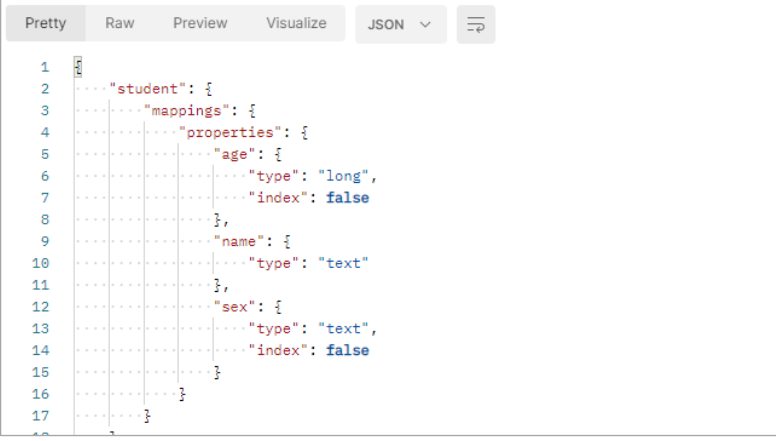 Pretty Raw Preview Visualize JSON
1 {
2 "student": {
3 "mappings": {
4 "properties": {
5 "age": {
6 "type": "long",
7 "index": false
8 },
9 "name": {
10 "type": "text"
11 },
12 "sex": {
13 "type": "text",
14 "index": false
15 }
16 }
17 }